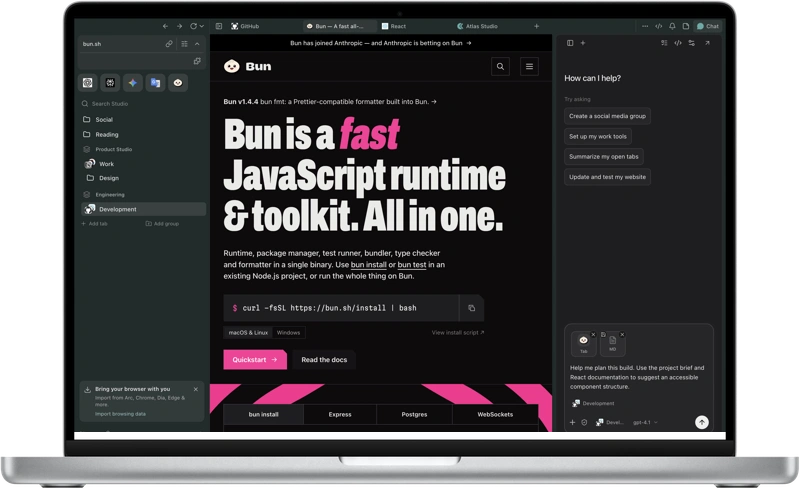 GitHub
Bun — A fast all-...
React
Atlas Studio
Chat
bun.sh
Search Studio
Social
Reading
Product Studio
Work
Design
Engineering
Development
+ Add tab
Add group
Bring your browser with you
Import from Arc, Chrome, Dia, Edge &
more.
Import browsing data
Bun has joined Anthropic — and Anthropic is betting on Bun →
Bun
Bun v1.4.4 bun fmt: a Prettier-compatible formatter built into Bun. →
Bun is a fast
JavaScript runtime
& toolkit. All in one.
Runtime, package manager, test runner, bundler, type checker
and formatter in a single binary. Use bun install or bun test in an
existing Node.js project, or run the whole thing on Bun.
$ curl -fsSL https://bun.sh/install | bash
macOS & Linux
Windows
View install script ↗
Quickstart →
Read the docs
bun install
Express
Postgres
WebSockets
How can I help?
Try asking
Create a social media group
Set up my work tools
Summarize my open tabs
Update and test my website
Tab
MD
Help me plan this build. Use the project brief and
React documentation to suggest an accessible
component structure.
Development
Devel...
gpt-4.1